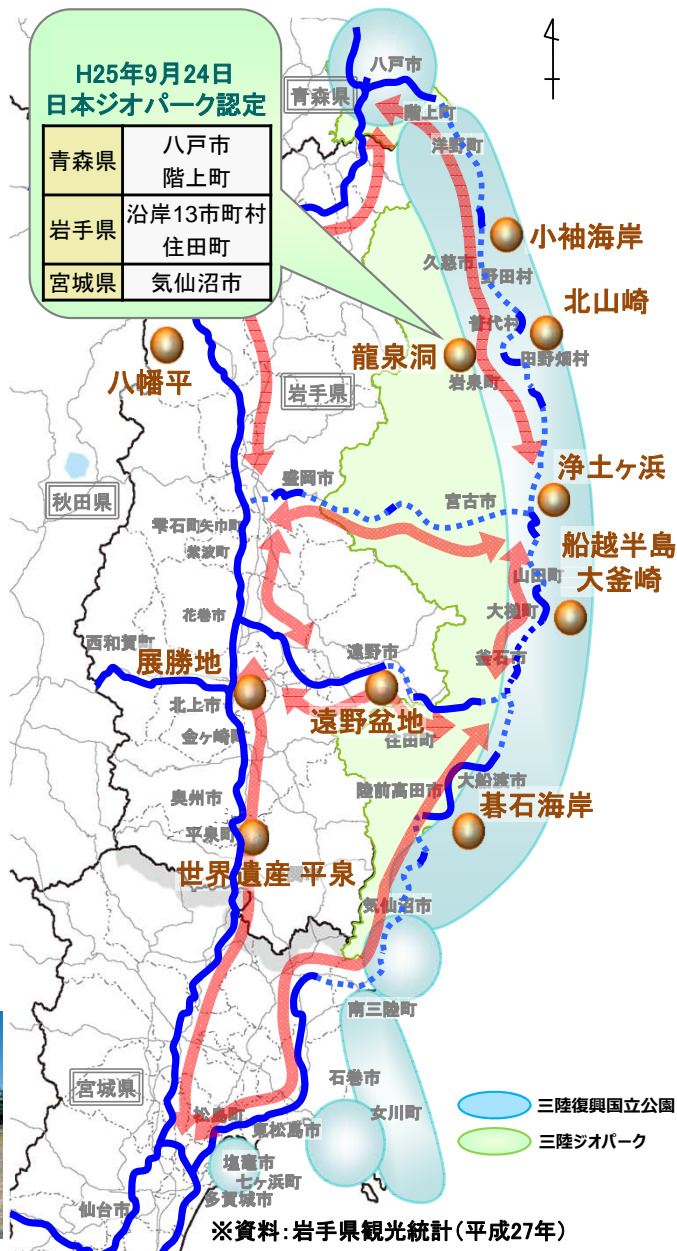 H25年9月24日
日本ジオパーク認定
青森県
八戸市
階上町
岩手県
沿岸13市町村
住田町
宮城県
気仙沼市
八戸市
青森県
階上町
洋野町
小袖海岸
久慈市
野田村
北山崎
普代村
田野畑村
龍泉洞
岩泉町
八幡平
岩手県
盛岡市
浄土ヶ浜
秋田県
宮古市
雫石町
矢巾町
紫波町
船越半島
大釜崎
山田町
大槌町
花巻市
西和賀町
遠野市
釜石市
展勝地
北上市
遠野盆地
金ヶ崎町
住田町
大船渡市
陸前高田市
奥州市
碁石海岸
平泉町
世界遺産 平泉
気仙沼市
南三陸町
宮城県
石巻市
女川町
松島町
東松島市
塩竈市
七ヶ浜町
多賀城市
仙台市
三陸復興国立公園
三陸ジオパーク
※資料:岩手県観光統計(平成27年)